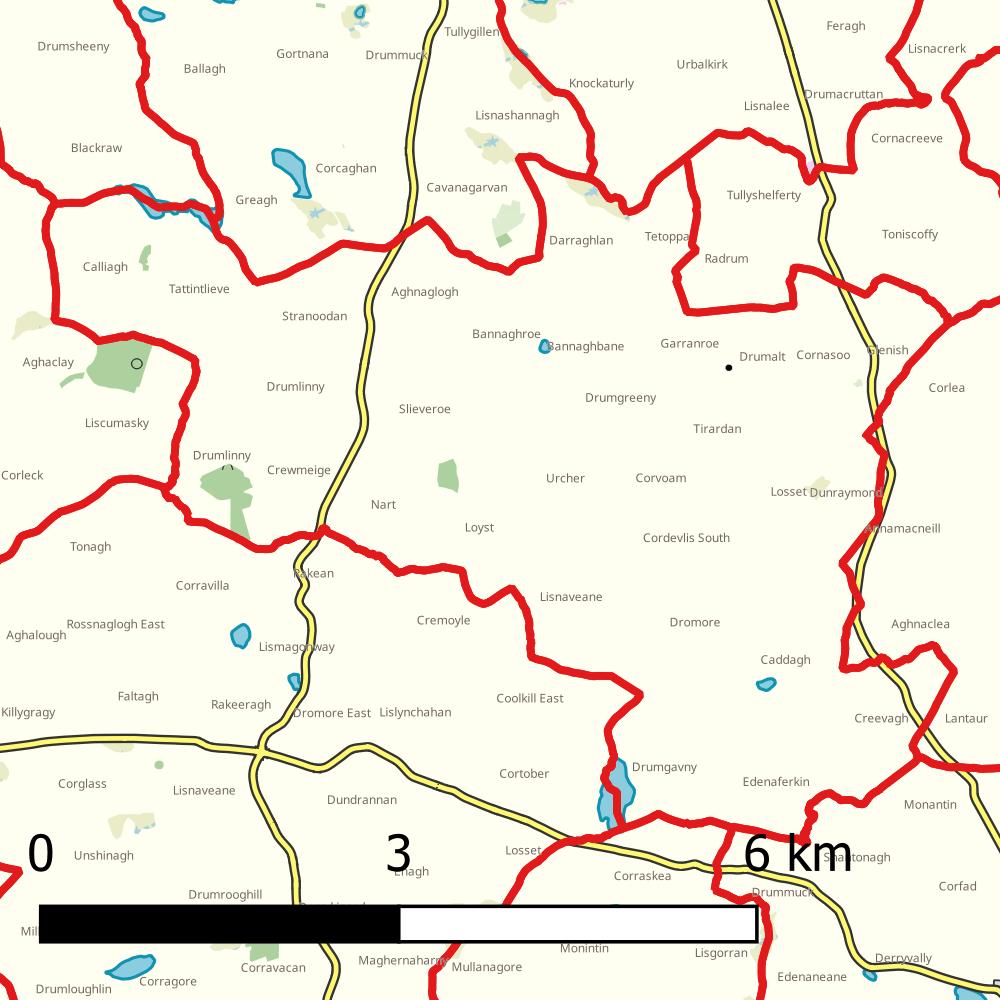 Feragh
Tullygillen
Drumsheeny
Lisnacrerk
Gortnana
Drummuck
Urbalkirk
Ballagh
Knockaturly
Drumacruttan
Lisnalee
Lisnashannagh
Cornacreeve
Blackraw
Corcaghan
Cavanagarvan
Tullyshelferty
Greagh
Toniscoffy
Tetoppa
Darraghlan
Radrum
Calliagh
Tattintlieve
Aghnaglogh
Stranoodan
Bannaghroe
Bannaghbane
Garranroe
Drumalt
Cornasoo
Glenish
Aghaclay
Drumlinny
Corlea
Drumgreeny
Slieveroe
Liscumasky
Tirardan
Drumlinny
Crewmeige
Corleck
Urcher
Corvoam
Losset
Dunraymond
Nart
Loyst
Annamacneill
Cordevlis South
Tonagh
Rakean
Corravilla
Lisnaveane
Cremoyle
Dromore
Rossnaglogh East
Aghnaclea
Aghalough
Lismagonway
Caddagh
Faltagh
Coolkill East
Rakeeragh
Killygragy
Dromore East
Lislynchahan
Creevagh
Lantaur
Drumgavny
Cortober
Edenaferkin
Corglass
Lisnaveane
Dundrannan
Monantin
0
3
6 km
Losset
Unshinagh
Shantonagh
Enagh
Corraskea
Corfad
Drumrooghill
Drummuck
Monintin
Lisgorran
Derryvally
Maghernaharny
Mullanagore
Corravacan
Edenaneane
Corragore
Drumloughlin